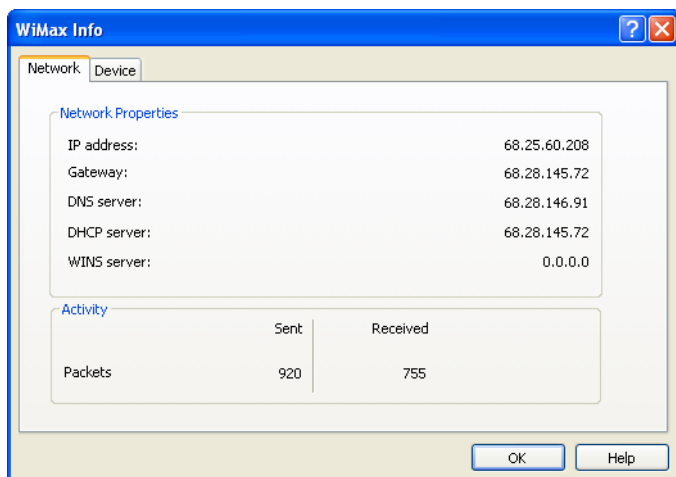 WiMax Info
Network Device
Network Properties
IP address: 68.25.60.208
Gateway: 68.28.145.72
DNS server: 68.28.146.91
DHCP server: 68.28.145.72
WINS server: 0.0.0.0
Activity
Sent Received
Packets 920 755
OK Help